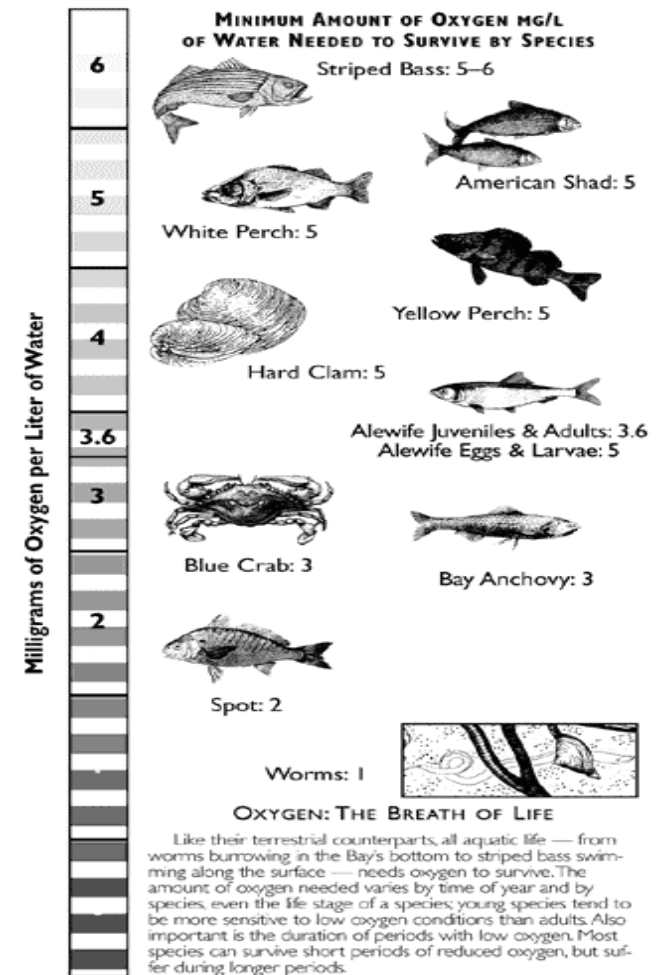 MINIMUM AMOUNT OF OXYGEN MG/L
OF WATER NEEDED TO SURVIVE BY SPECIES
6
Striped Bass: 5–6
American Shad: 5
5
White Perch: 5
Yellow Perch: 5
4
Hard Clam: 5
Milligrams of Oxygen per Liter of Water
3.6
Alewife Juveniles & Adults: 3.6
Alewife Eggs & Larvae: 5
3
Blue Crab: 3
Bay Anchovy: 3
2
Spot: 2
Worms: 1
OXYGEN: THE BREATH OF LIFE
Like their terrestrial counterparts, all aquatic life — from
worms burrowing in the Bay's bottom to striped bass swim-
ming along the surface — needs oxygen to survive. The
amount of oxygen needed varies by time of year and by
species, even the life stage of a species; young species tend to
be more sensitive to low oxygen conditions than adults. Also
important is the duration of periods with low oxygen. Most
species can survive short periods of reduced oxygen, but suf-
fer during longer periods.